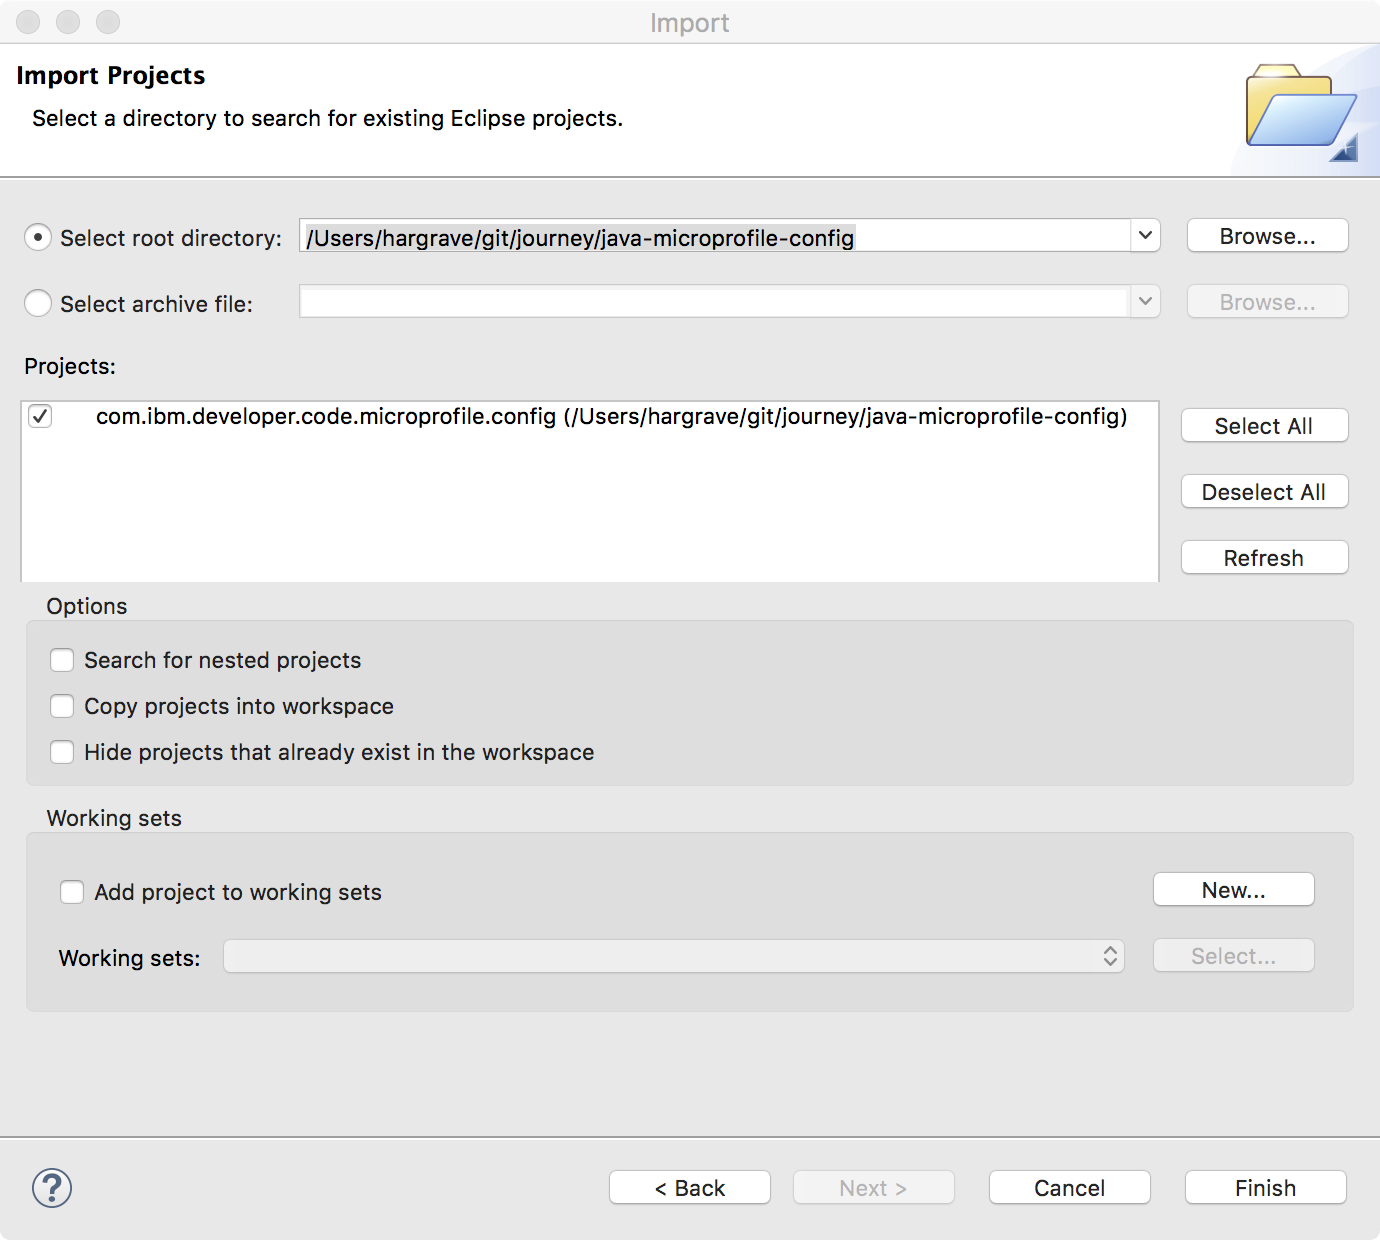 Import
Import Projects
Select a directory to search for existing Eclipse projects.
Select root directory: /Users/hargrave/git/journey/java-microprofile-config Browse...
Select archive file: Browse...
Projects:
com.ibm.developer.code.microprofile.config (/Users/hargrave/git/journey/java-microprofile-config)
Select All
Deselect All
Refresh
Options
Search for nested projects
Copy projects into workspace
Hide projects that already exist in the workspace
Working sets
Add project to working sets New...
Working sets: Select...
? < Back Next > Cancel Finish